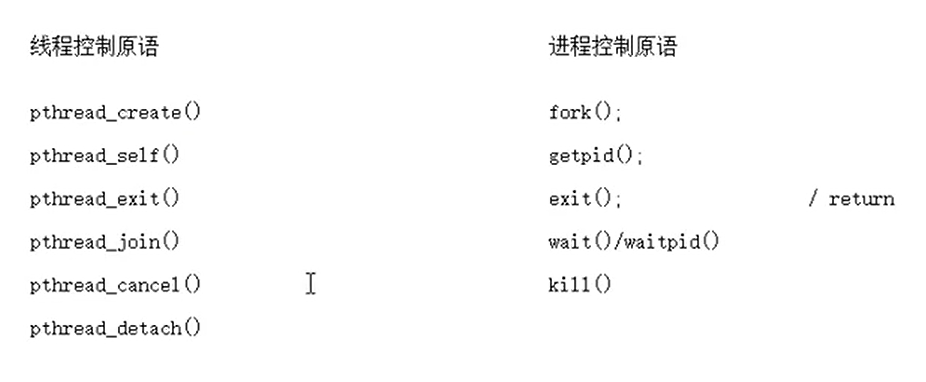 线程控制原语 进程控制原语
pthread_create() fork();
pthread_self() getpid();
pthread_exit() exit(); / return
pthread_join() wait()/waitpid()
pthread_cancel() kill()
pthread_detach()